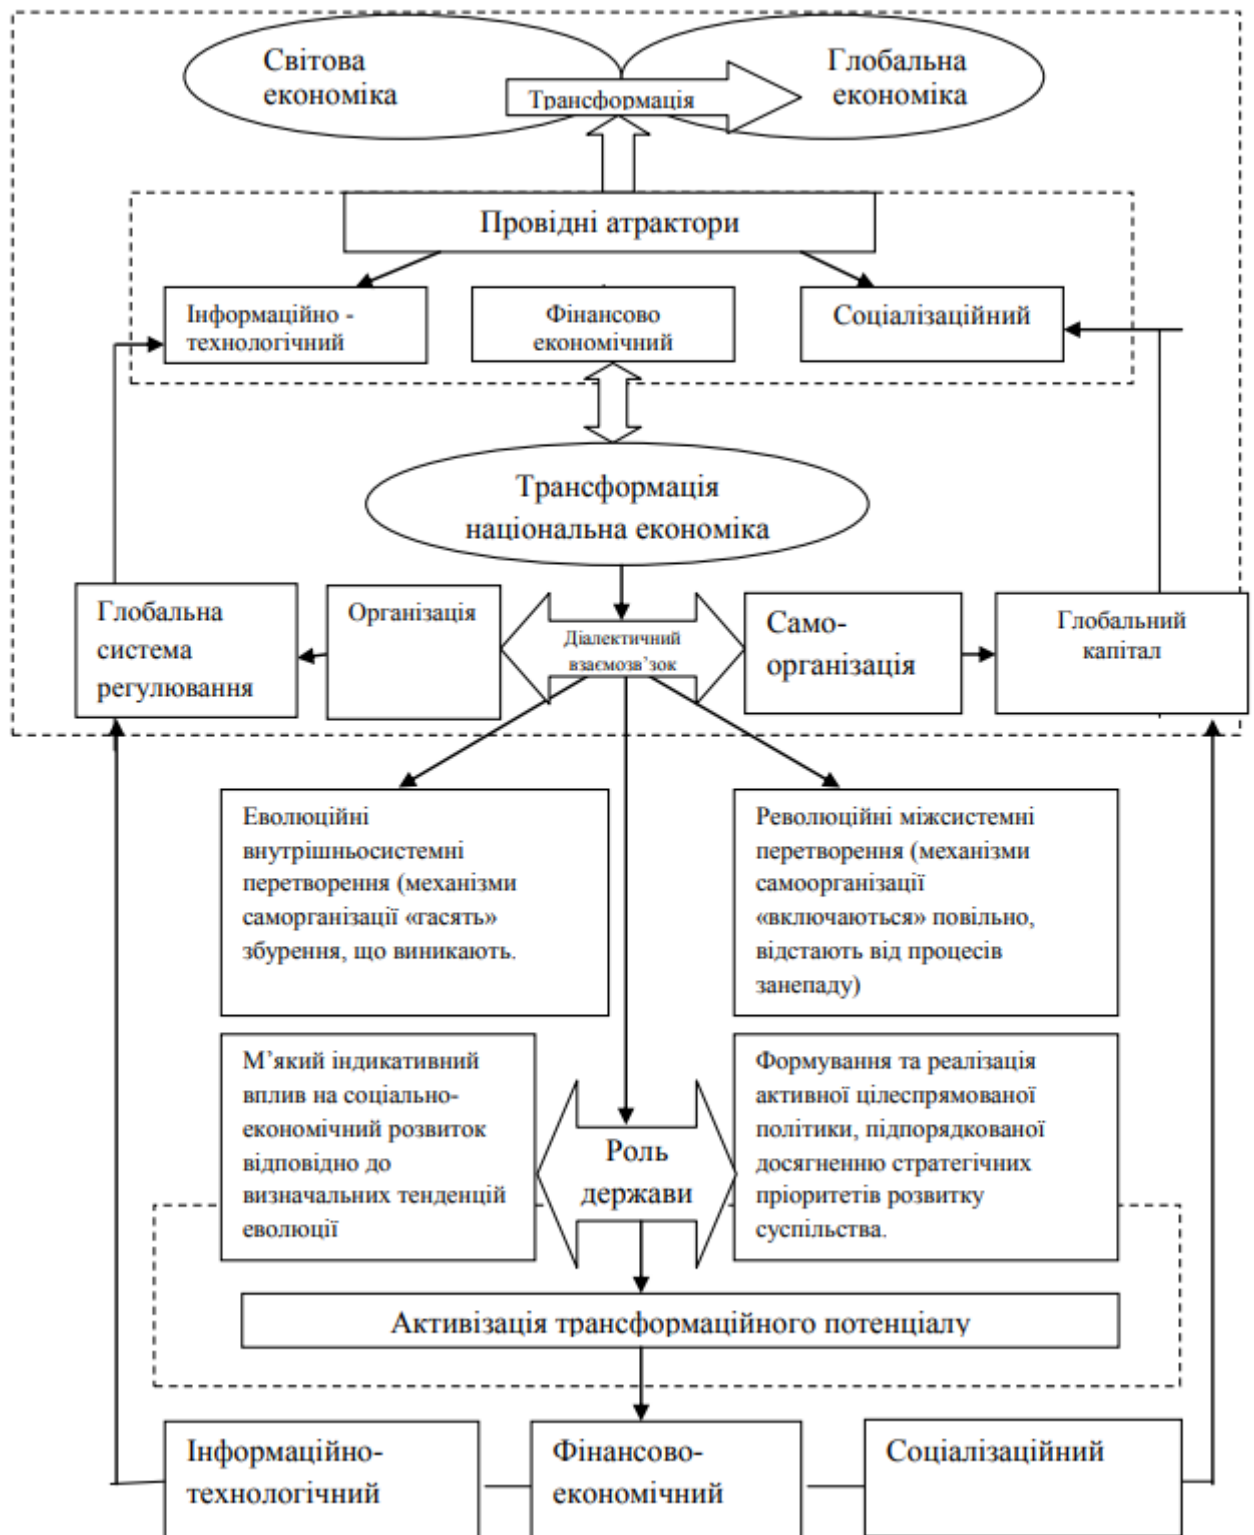 Світова
економіка
Трансформація
Глобальна
економіка
Провідні атрактори
Інформаційно -
технологічний
Фінансово
економічний
Соціалізаційний
Трансформація
національна економіка
Глобальна
система
регулювання
Організація
Діалектичний
взаємозв’зок
Само-
організація
Глобальний
капітал
Еволюційні
внутрішньосистемні
перетворення (механізми
саморганізації «гасять»
збурення, що виникають.
Революційні міжсистемні
перетворення (механізми
самоорганізації
«включаються» повільно,
відстають від процесів
занепаду)
М’який індикативний
вплив на соціально-
економічний розвиток
відповідно до
визначальних тенденцій
еволюції
Роль
держави
Формування та реалізація
активної цілеспрямованої
політики, підпорядкованої
досягненню стратегічних
пріоритетів розвитку
суспільства.
Активізація трансформаційного потенціалу
Інформаційно-
технологічний
Фінансово-
економічний
Соціалізаційний